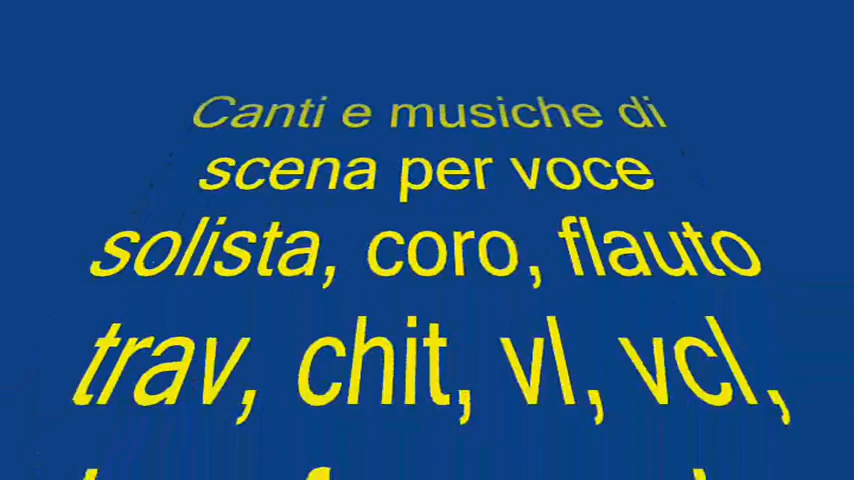 Canti e musiche di
scena per voce
solista, coro, flauto
trav, chit, vl, vcl,